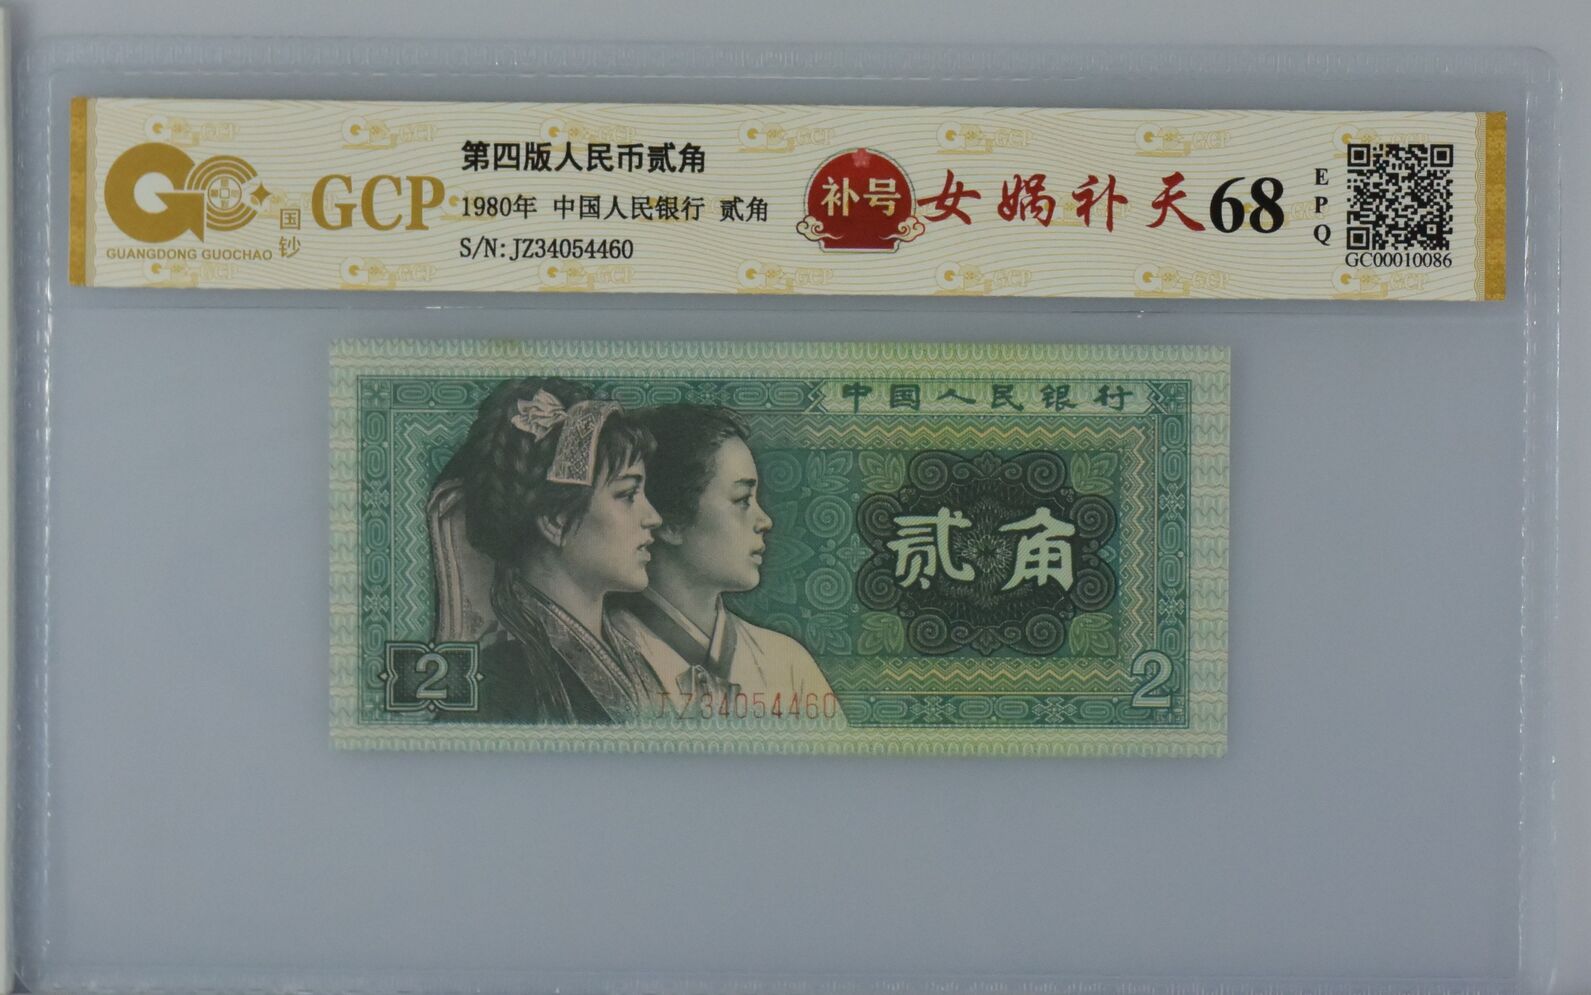 GUANGDONG GUOCHAO
国钞
GCP
第四版人民币贰角
1980年 中国人民银行 贰角
S/N:JZ34054460
补号
女娲补天
68
EPQ
GC00010086
中国人民银行
贰角
2
JZ34054460
2